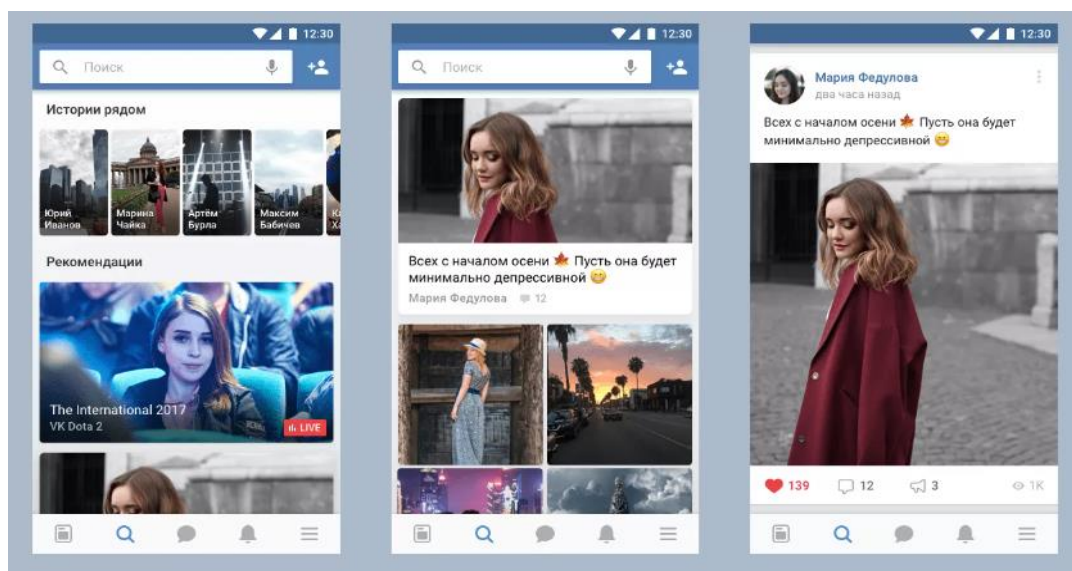 12:30
Поиск
Истории рядом
Юрий
Иванов
Марина
Чайка
Артём
Бурла
Максим
Бабичев
Рекомендации
The International 2017
VK Dota 2
LIVE
12:30
Поиск
Всех с началом осени 🍁 Пусть она будет
минимально депрессивной 😁
Мария Федулова 12
12:30
Мария Федулова
два часа назад
Всех с началом осени 🍁 Пусть она будет
минимально депрессивной 😁
139 12 3 1K